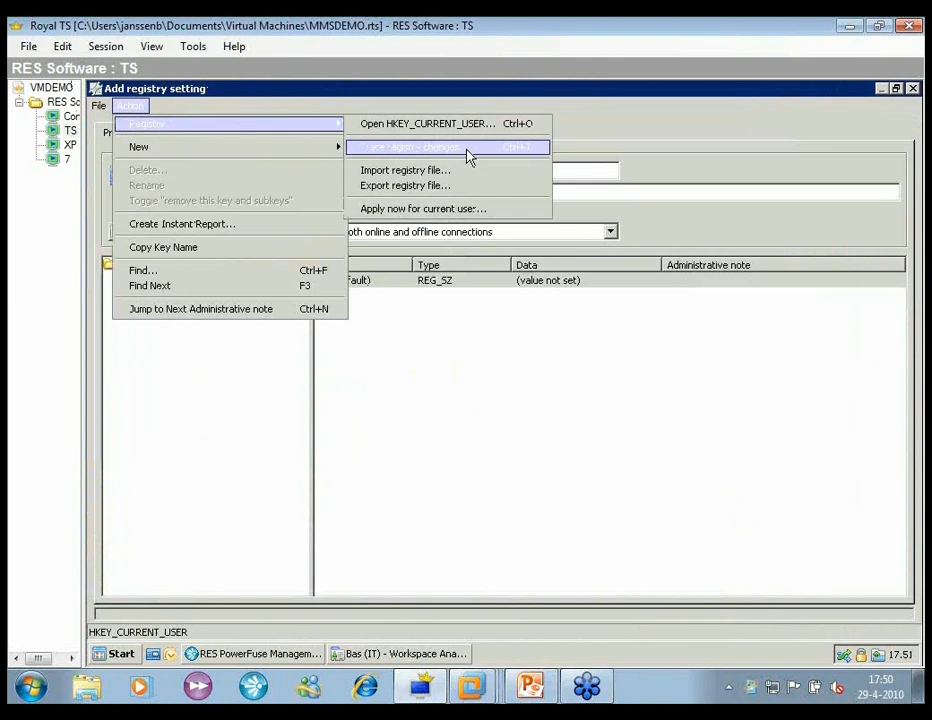 Royal TS [C:\Users\janssenb\Documents\Virtual Machines\MMSDEMO.rts] - RES Software : TS
File Edit Session View Tools Help
RES Software : TS
VMDEMO
RES Sc
Cor
TS
XP
7
Add registry setting
File Action
Registry
New
Delete...
Rename
Toggle "remove this key and subkeys"
Create Instant Report...
Copy Key Name
Find... Ctrl+F
Find Next F3
Jump to Next Administrative note Ctrl+N
Open HKEY_CURRENT_USER... Ctrl+O
Trace registry changes... Ctrl+T
Import registry file...
Export registry file...
Apply now for current user...
Pr
oth online and offline connections
Type Data Administrative note
fault) REG_SZ (value not set)
HKEY_CURRENT_USER
Start RES PowerFuse Managem... Bas (IT) - Workspace Ana... 17.51
17:50
29-4-2010